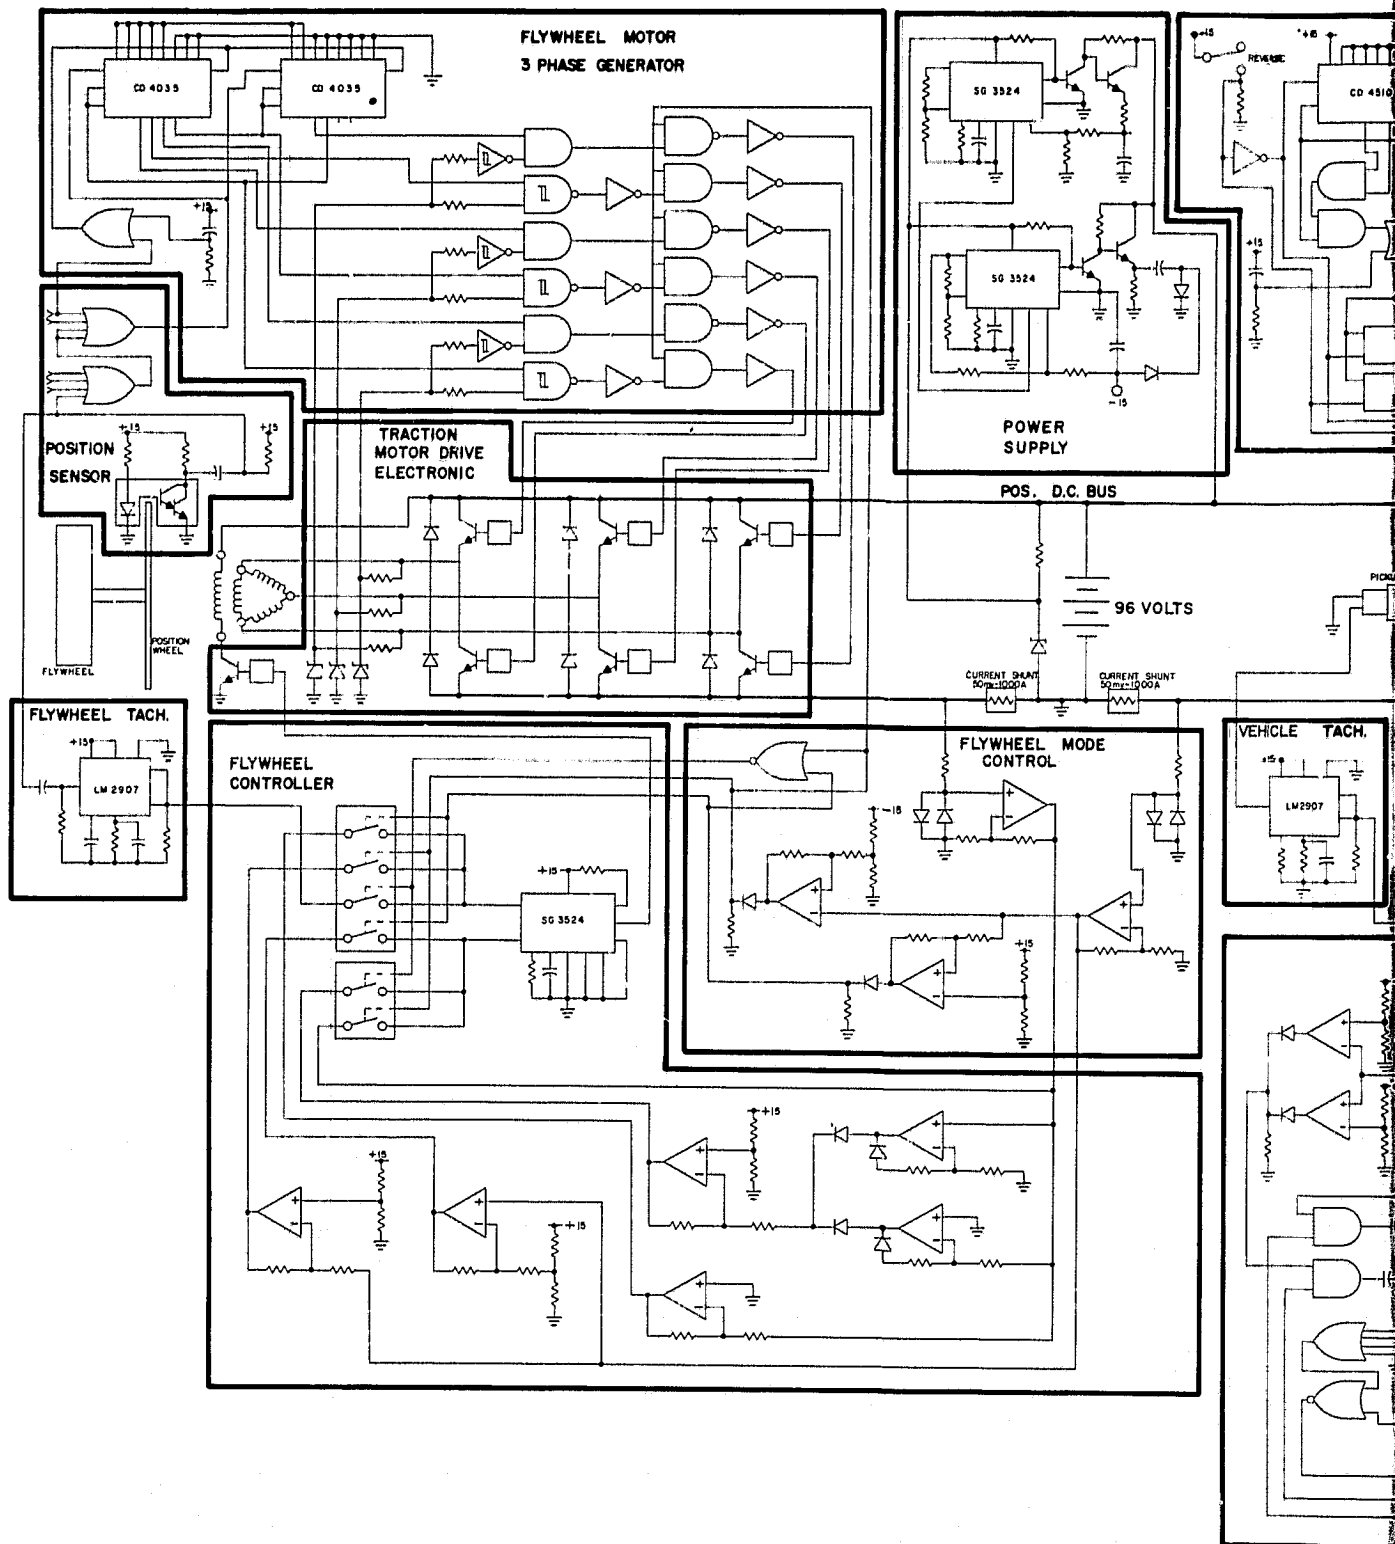 FLYWHEEL MOTOR
3 PHASE GENERATOR
CD 4035
CD 4035
+15
SG 3524
SG 3524
-15
POWER
SUPPLY
-15
REVERSE
+15
CD 4510
+15
POSITION
SENSOR
+15
+15
TRACTION
MOTOR DRIVE
ELECTRONIC
POS. D.C. BUS
96 VOLTS
FLYWHEEL
POSITION
WHEEL
CURRENT SHUNT
50mv-1000A
CURRENT SHUNT
50mv-1000A
FLYWHEEL TACH.
+15
LM 2907
FLYWHEEL
CONTROLLER
+15
SG 3524
FLYWHEEL MODE
CONTROL
-15
+15
VEHICLE TACH.
+15
LM2907
+15
+15
+15